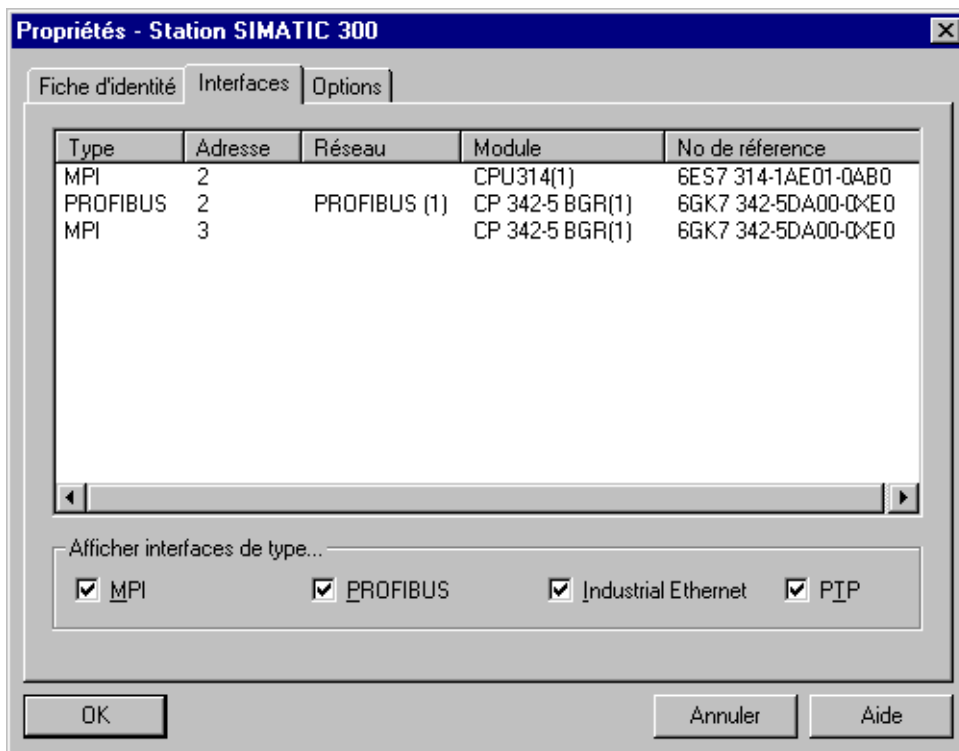 Propriétés - Station SIMATIC 300
Fiche d'identité Interfaces Options
Type Adresse Réseau Module No de réference
MPI 2 CPU314(1) 6ES7 314-1AE01-0AB0
PROFIBUS 2 PROFIBUS (1) CP 342-5 BGR(1) 6GK7 342-5DA00-0XE0
MPI 3 CP 342-5 BGR(1) 6GK7 342-5DA00-0XE0
Afficher interfaces de type...
MPI PROFIBUS Industrial Ethernet PTP
OK Annuler Aide